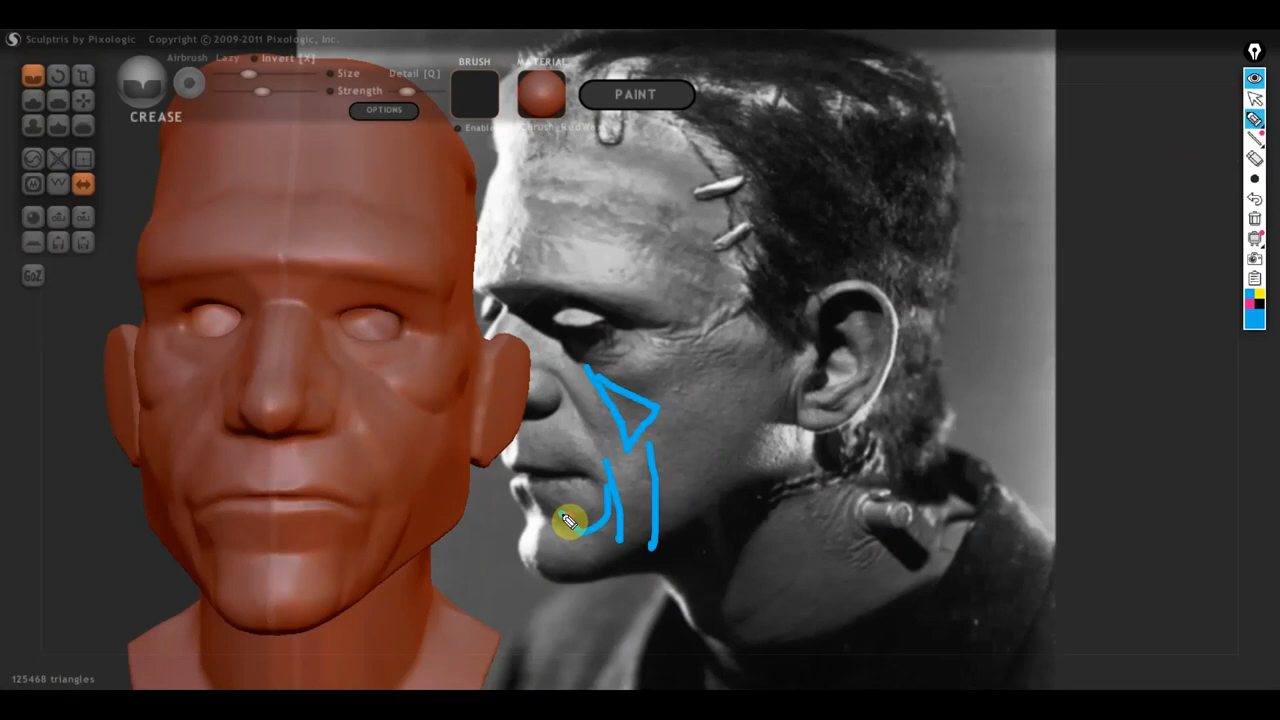 Sculptris by Pixologic Copyright © 2009-2011 Pixologic, Inc.
Airbrush Lazy Invert [X]
BRUSH MATERIAL
Size Detail [Q]
Strength
PAINT
OPTIONS
CREASE
GoZ
125468 triangles